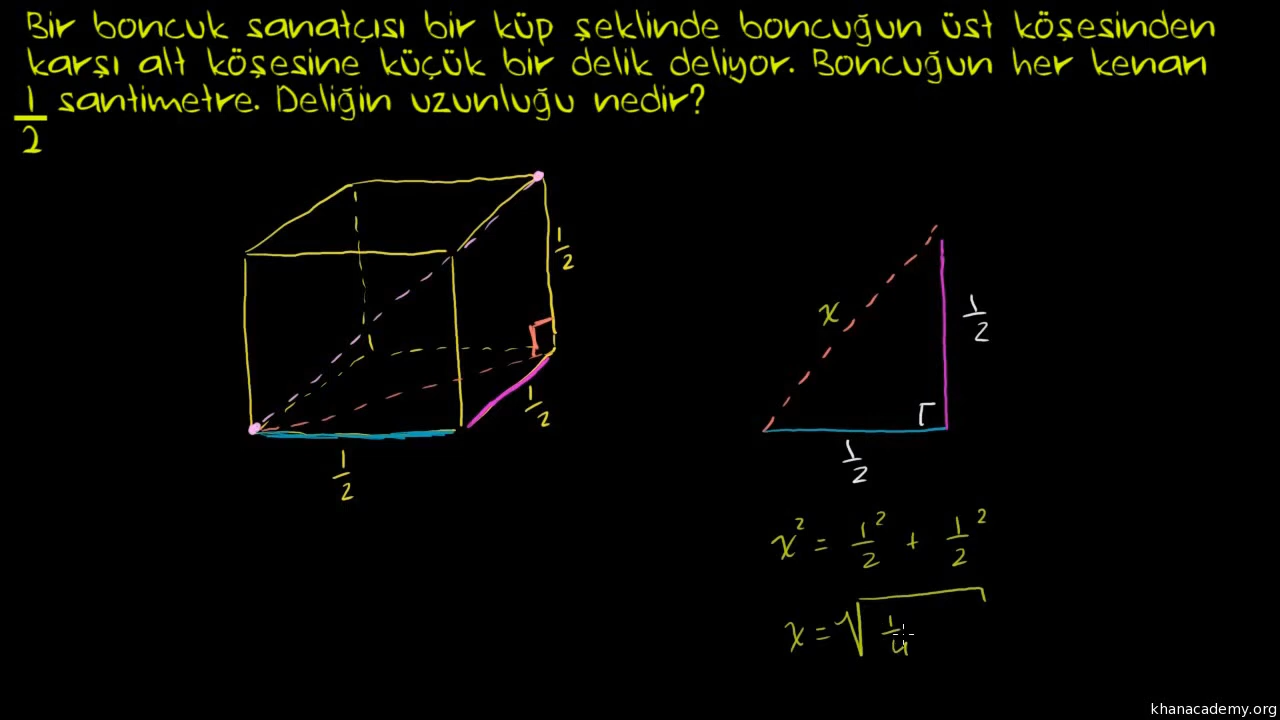 Bir boncuk sanatçısı bir küp şeklinde boncuğun üst köşesinden
karşı alt köşesine küçük bir delik deliyor. Boncuğun her kenarı
1/2 santimetre. Deliğin uzunluğu nedir?
1/2
1/2
1/2
x
1/2
1/2
x² = 1/2² + 1/2²
x = √1/4
khanacademy.org